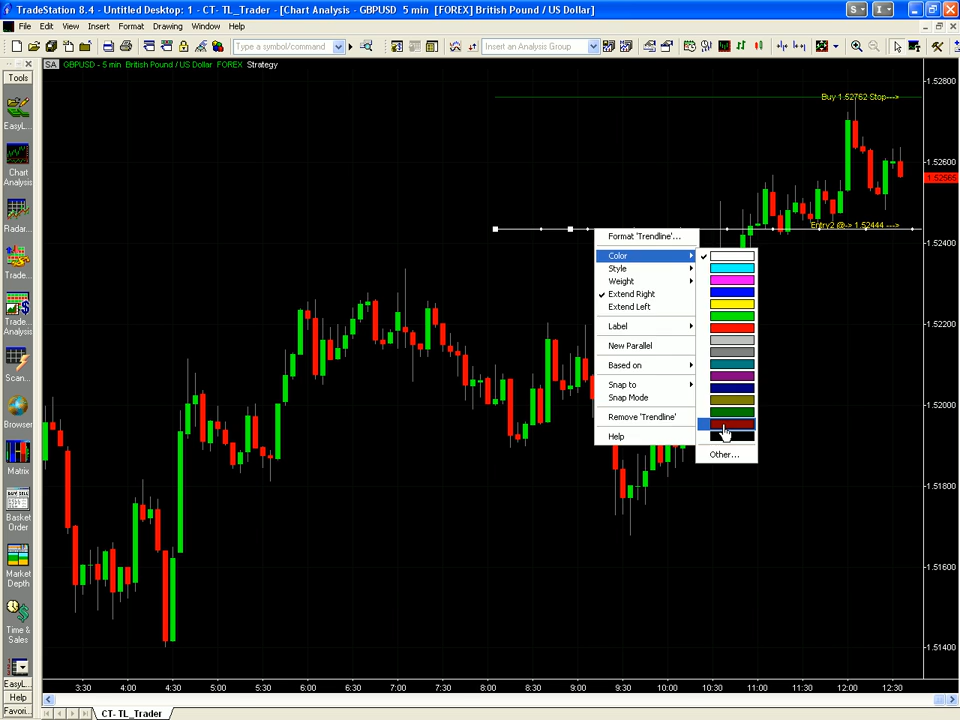 TradeStation 8.4 - Untitled Desktop: 1 - CT- TL_Trader - [Chart Analysis - GBPUSD  5 min  [FOREX] British Pound / US Dollar]
S
I
File Edit View Insert Format Drawing Window Help
Type a symbol/command
Insert an Analysis Group
Tools
SA GBPUSD - 5 min British Pound / US Dollar FOREX Strategy
EasyL...
Chart
Analysis
Radar...
Trade...
Trade...
Analysis
Scan...
Browser
Matrix
Basket
Order
Market
Depth
Time &
Sales
EasyL...
Help
Favori...
Buy 1.52762 Stop--->
Entry2 @-> 1.52444 --->
Format 'Trendline'...
Color
Style
Weight
Extend Right
Extend Left
Label
New Parallel
Based on
Snap to
Snap Mode
Remove 'Trendline'
Help
Other...
1.52800
1.52600
1.52565
1.52400
1.52200
1.52000
1.51800
1.51600
1.51400
3:30 4:00 4:30 5:00 5:30 6:00 6:30 7:00 7:30 8:00 8:30 9:00 9:30 10:00 10:30 11:00 11:30 12:00 12:30
CT- TL_Trader